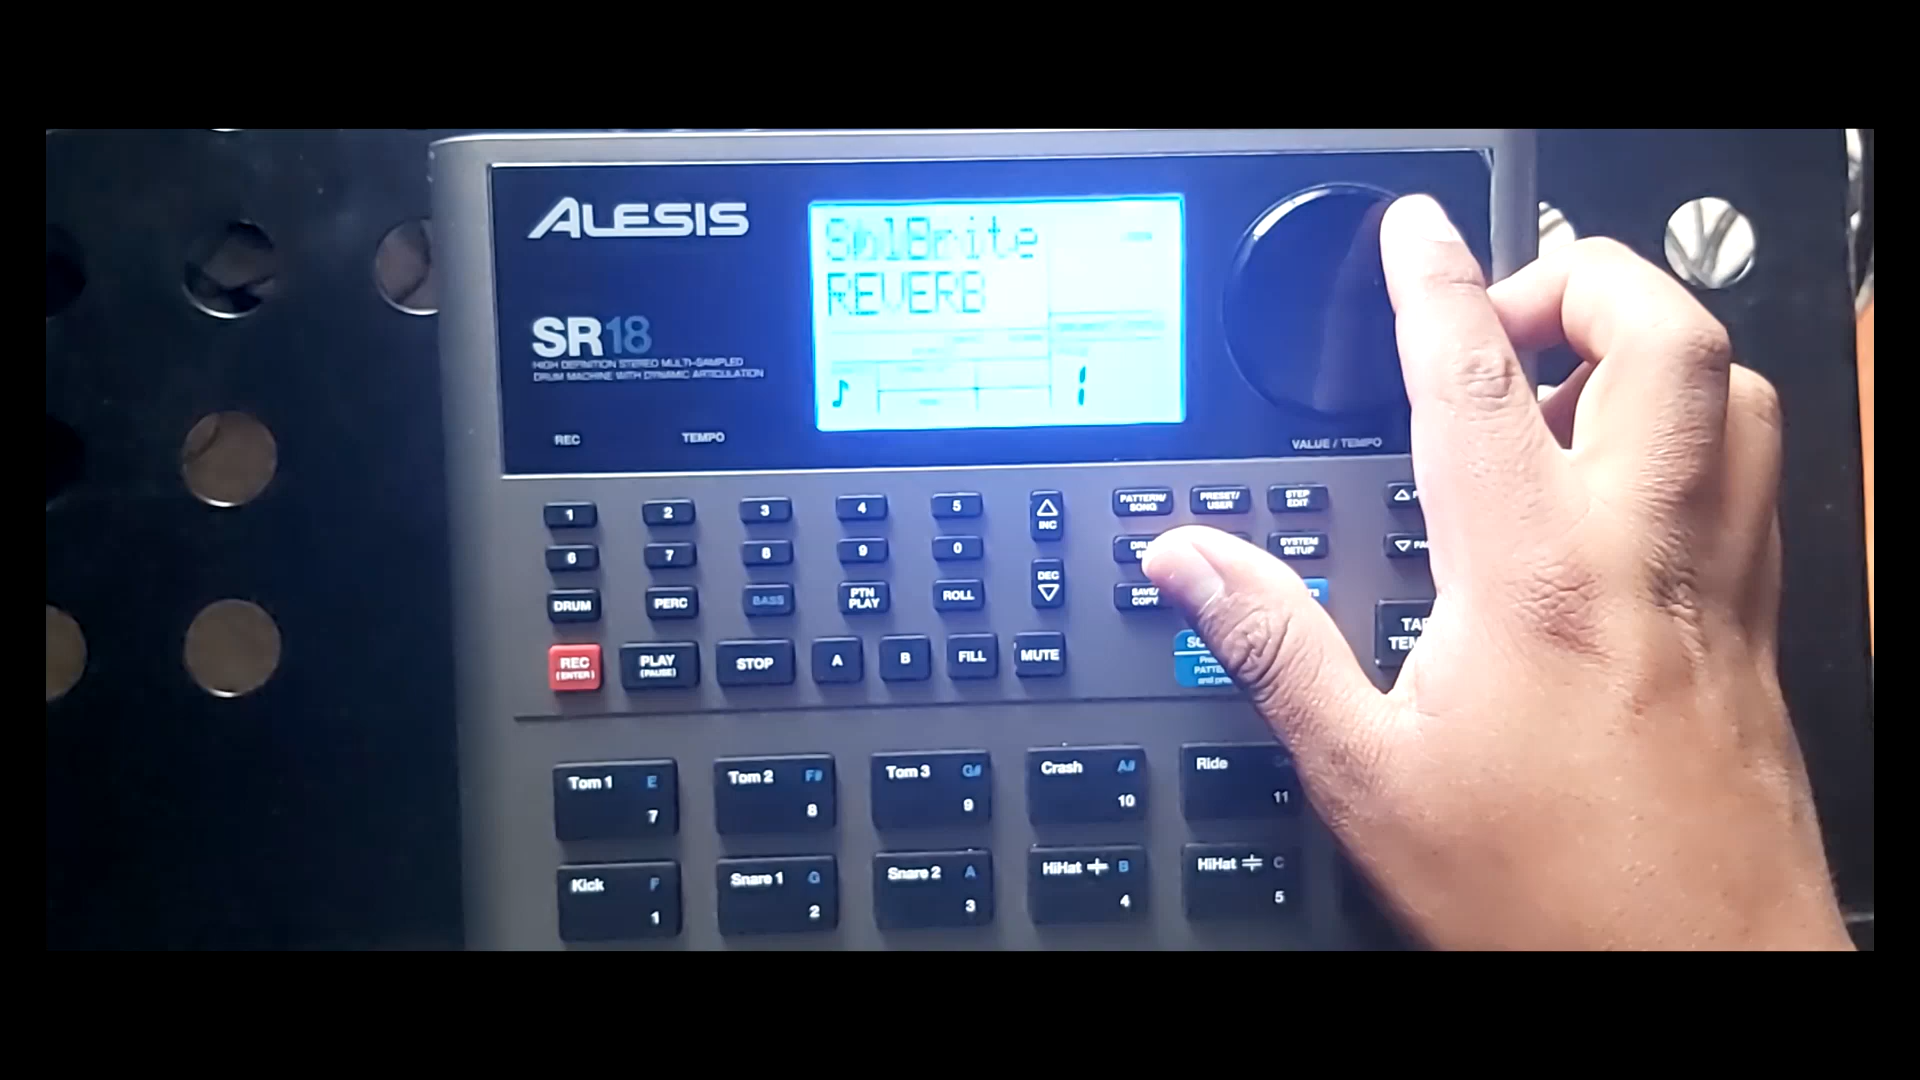 ALESIS
REVERB
1
SR18
HIGH DEFINITION STEREO MULTI-SAMPLED
DRUM MACHINE WITH DYNAMIC ARTICULATION
REC TEMPO
VALUE / TEMPO
1 2 3 4 5
INC
PATTERN/
SONG
PRESET/
USER
STEP
EDIT
6 7 8 9 0
DEC
SYSTEM
SETUP
DRUM PERC BASS
PTN
PLAY
ROLL
SAVE/
COPY
REC
(ENTER)
PLAY
(PAUSE)
STOP A B FILL MUTE
Tom 1 E
7
Tom 2 F#
8
Tom 3 G#
9
Crash A#
10
Ride
11
Kick F
1
Snare 1 G
2
Snare 2 A
3
HiHat B
4
HiHat C
5